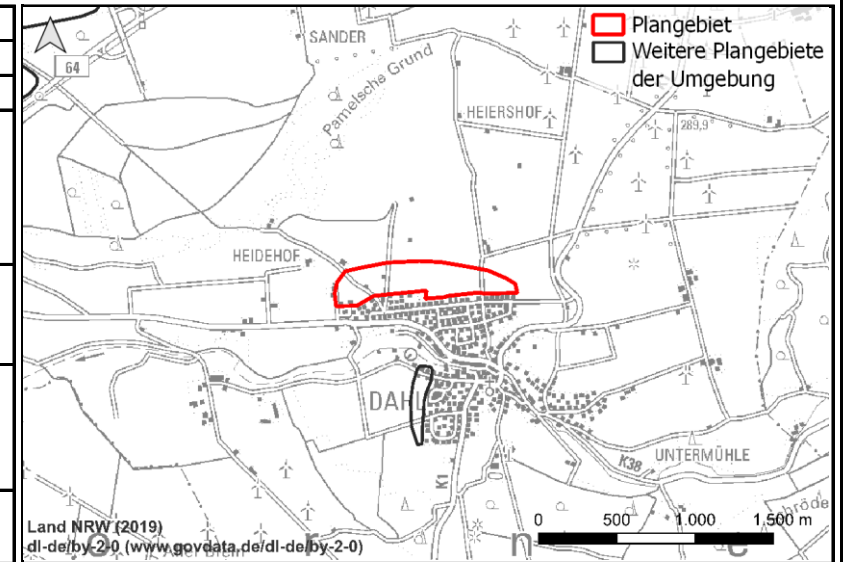 Plangebiet
Weitere Plangebiete
der Umgebung
SANDER
64
Pamelsche Grund
HEIERSHOF
289,9
HEIDEHOF
DAHL
UNTERMÜHLE
K38
K1
0 500 1.000 1.500 m
Land NRW (2019)
dl-de/by-2-0 (www.govdata.de/dl-de/by-2-0)
r n e